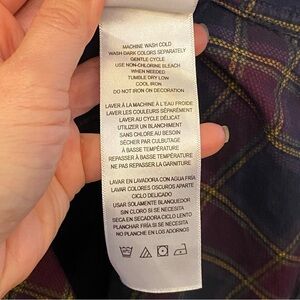 MACHINE WASH COLD
WASH DARK COLORS SEPARATELY
GENTLE CYCLE
USE NON-CHLORINE BLEACH
WHEN NEEDED
TUMBLE DRY LOW
COOL IRON
DO NOT IRON ON DECORATION
LAVER À LA MACHINE À L'EAU FROIDE
LAVER LES COULEURS SÉPARÉMENT
LAVER AU CYCLE DÉLICAT
UTILIZER UN BLANCHIMENT
SANS CHLORE AU BESOIN
SÉCHER PAR CULBUTAGE
À BASSE TEMPÉRATURE
REPASSER À BASSE TEMPÉRATURE
NE PAS REPASSER LA GARNITURE
LAVAR EN LAVADORA CON AGUA FRÍA
LAVAR COLORES OSCUROS APARTE
CICLO DELICADO
USAR SOLAMENTE BLANQUEADOR
SIN CLORO SI SE NECESITA
SECA EN SECADORA CICLO LENTO
PLANCHAR FRÍA SI SE NECESITA
NO PLANCHA EN LOS ADORNOS